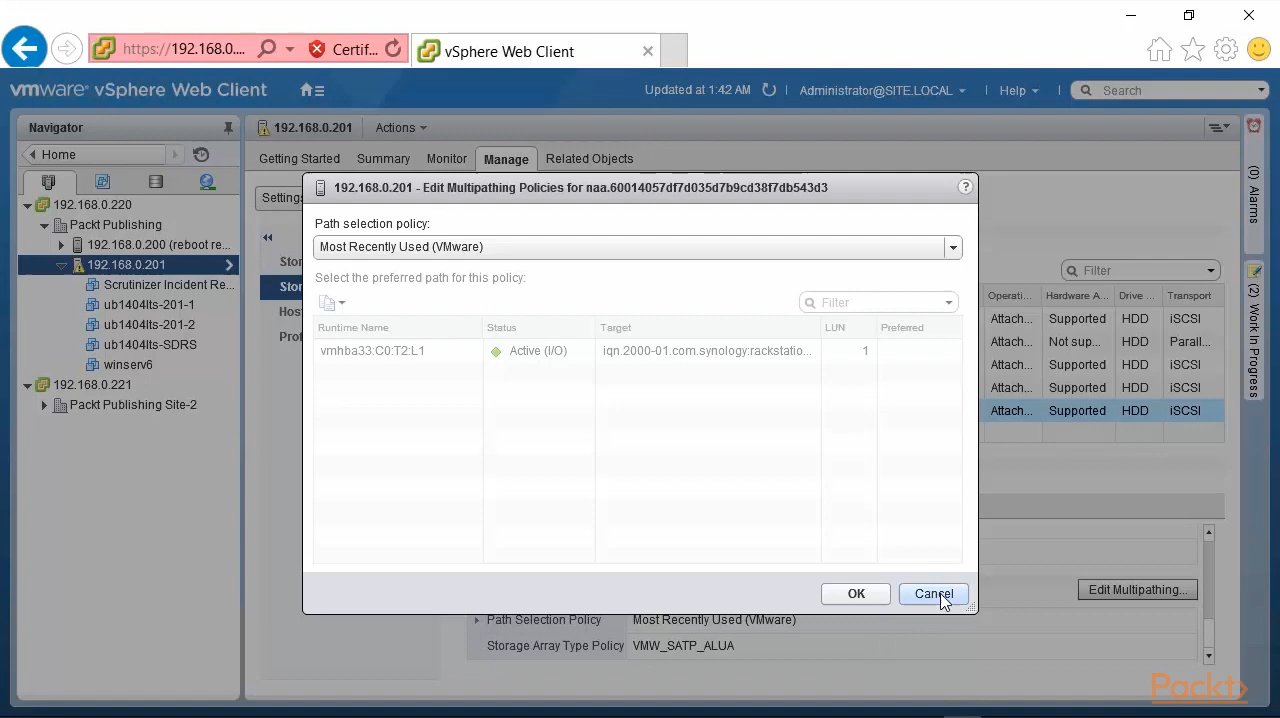 https://192.168.0.... Certif... vSphere Web Client
vmware vSphere Web Client Updated at 1:42 AM Administrator@SITE.LOCAL Help Search
Navigator 192.168.0.201 Actions
Home Getting Started Summary Monitor Manage Related Objects
192.168.0.220
Packt Publishing
192.168.0.200 (reboot re...
192.168.0.201
Scrutinizer Incident Re...
ub1404lts-201-1
ub1404lts-201-2
ub1404lts-SDRS
winserv6
192.168.0.221
Packt Publishing Site-2
Settings
Sto
Sto
Hos
Pro
192.168.0.201 - Edit Multipathing Policies for naa.60014057df7d035d7b9cd38f7db543d3
Path selection policy:
Most Recently Used (VMware)
Select the preferred path for this policy:
Filter
Runtime Name Status Target LUN Preferred
vmhba33:C0:T2:L1 Active (I/O) iqn.2000-01.com.synology:rackstatio... 1
OK Cancel
Filter
Operati... Hardware A... Drive ... Transport
Attach... Supported HDD iSCSI
Attach... Not sup... HDD Parall...
Attach... Supported HDD iSCSI
Attach... Supported HDD iSCSI
Attach... Supported HDD iSCSI
Edit Multipathing...
Path Selection Policy Most Recently Used (VMware)
Storage Array Type Policy VMW_SATP_ALUA
(0) Alarms
(2) Work In Progress
Packt